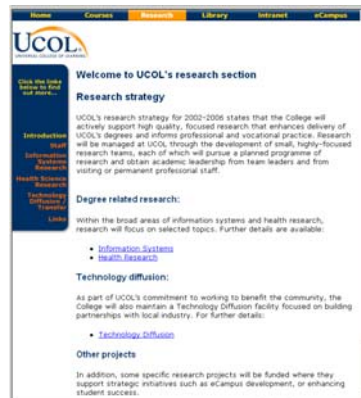 Home Courses Research Library Intranet eCampus
UCOL
UNIVERSAL COLLEGE OF LEARNING
Click the links
below to find
out more...
Introduction
Staff
Information
Systems
Research
Health Science
Research
Technology
Diffusion /
Transfer
Links
Welcome to UCOL's research section
Research strategy
UCOL's research strategy for 2002-2006 states that the College will
actively support high quality, focused research that enhances delivery of
UCOL's degrees and informs professional and vocational practice. Research
will be managed at UCOL through the development of small, highly-focused
research teams, each of which will pursue a planned programme of
research and obtain academic leadership from team leaders and from
visiting or permanent professional staff.
Degree related research:
Within the broad areas of information systems and health research,
research will focus on selected topics. Further details are available:
Information Systems
Health Research
Technology diffusion:
As part of UCOL's commitment to working to benefit the community, the
College will also maintain a Technology Diffusion facility focused on building
partnerships with local industry. For further details:
Technology Diffusion
Other projects
In addition, some specific research projects will be funded where they
support strategic initiatives such as eCampus development, or enhancing
student success.